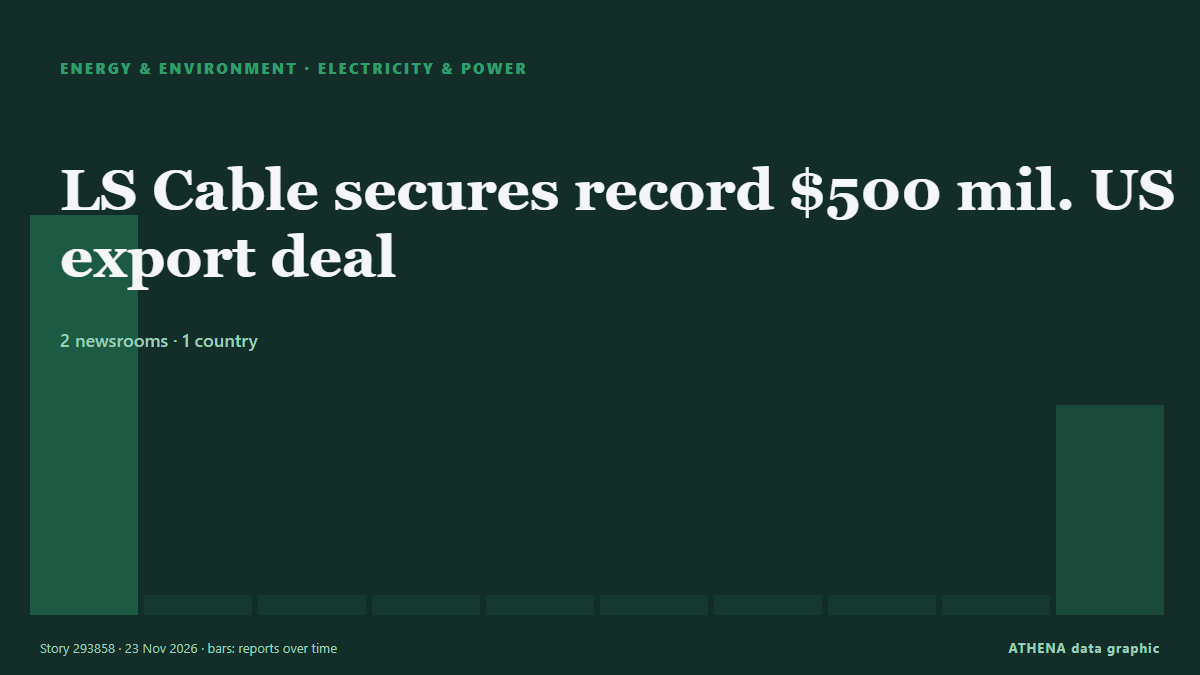 ENERGY & ENVIRONMENT · ELECTRICITY & POWER
LS Cable secures record $500 mil. US
export deal
2 newsrooms · 1 country
Story 293858 · 23 Nov 2026 · bars: reports over time
ATHENA data graphic